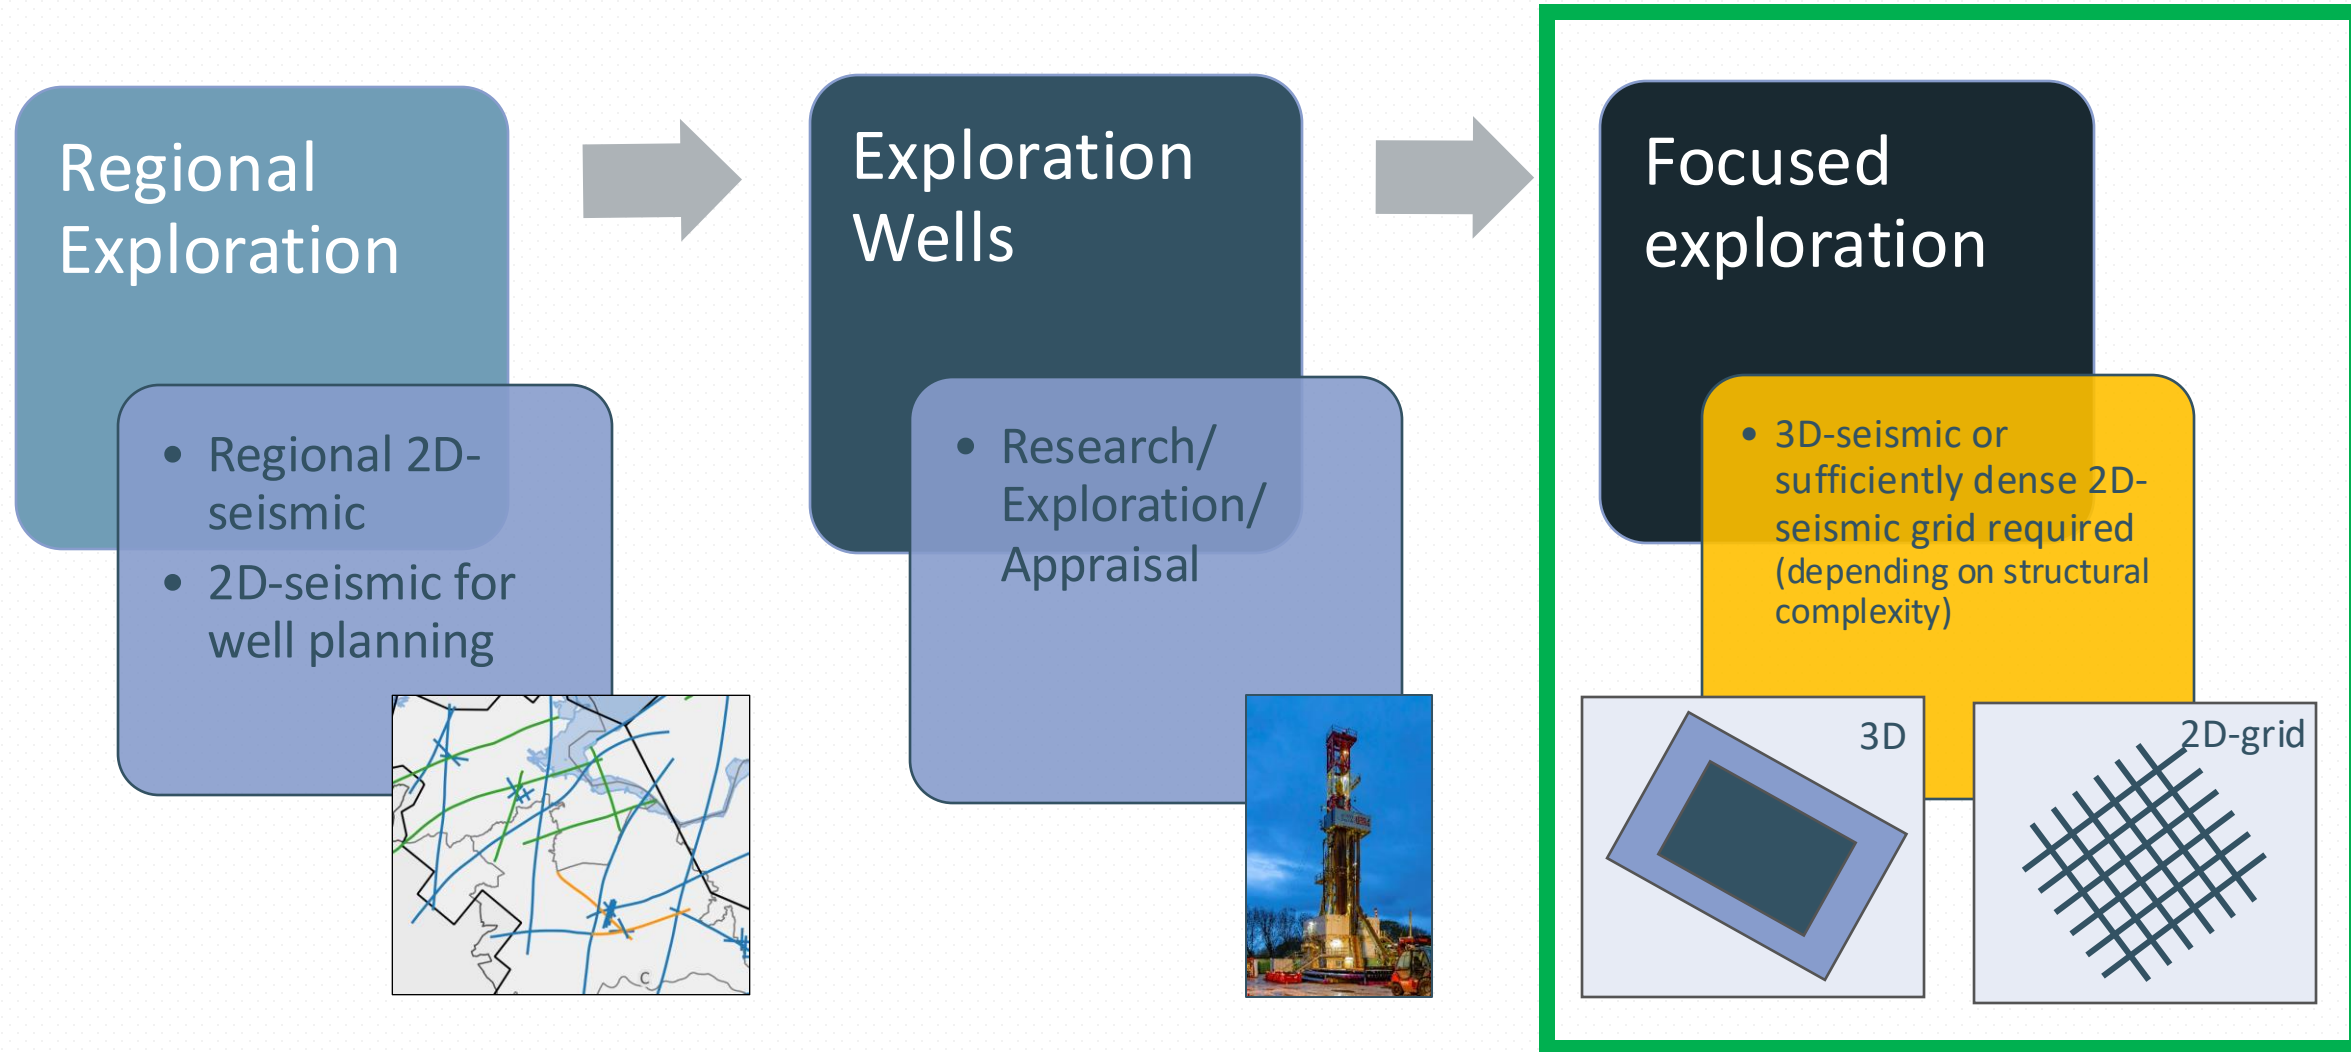 Regional
Exploration
• Regional 2D-
seismic
• 2D-seismic for
well planning
Exploration
Wells
• Research/
Exploration/
Appraisal
Focused
exploration
• 3D-seismic or
sufficiently dense 2D-
seismic grid required
(depending on structural
complexity)
C
3D
2D-grid